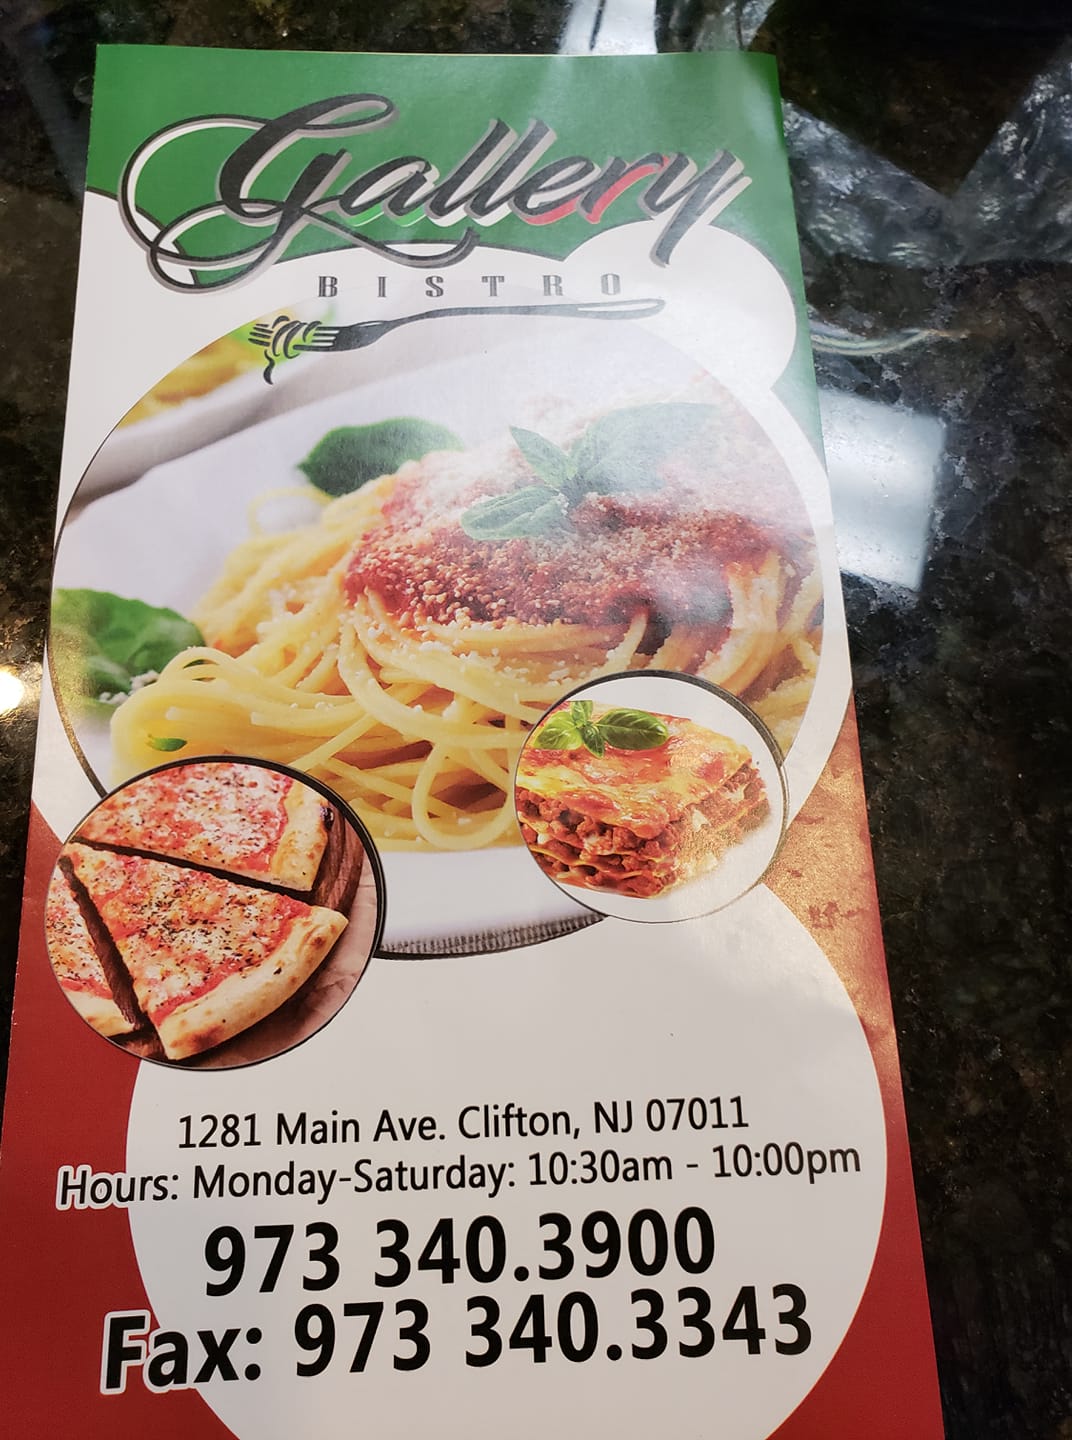 Gallery
BISTRO
1281 Main Ave. Clifton, NJ 07011
Hours: Monday-Saturday: 10:30am - 10:00pm
973 340.3900
Fax: 973 340.3343